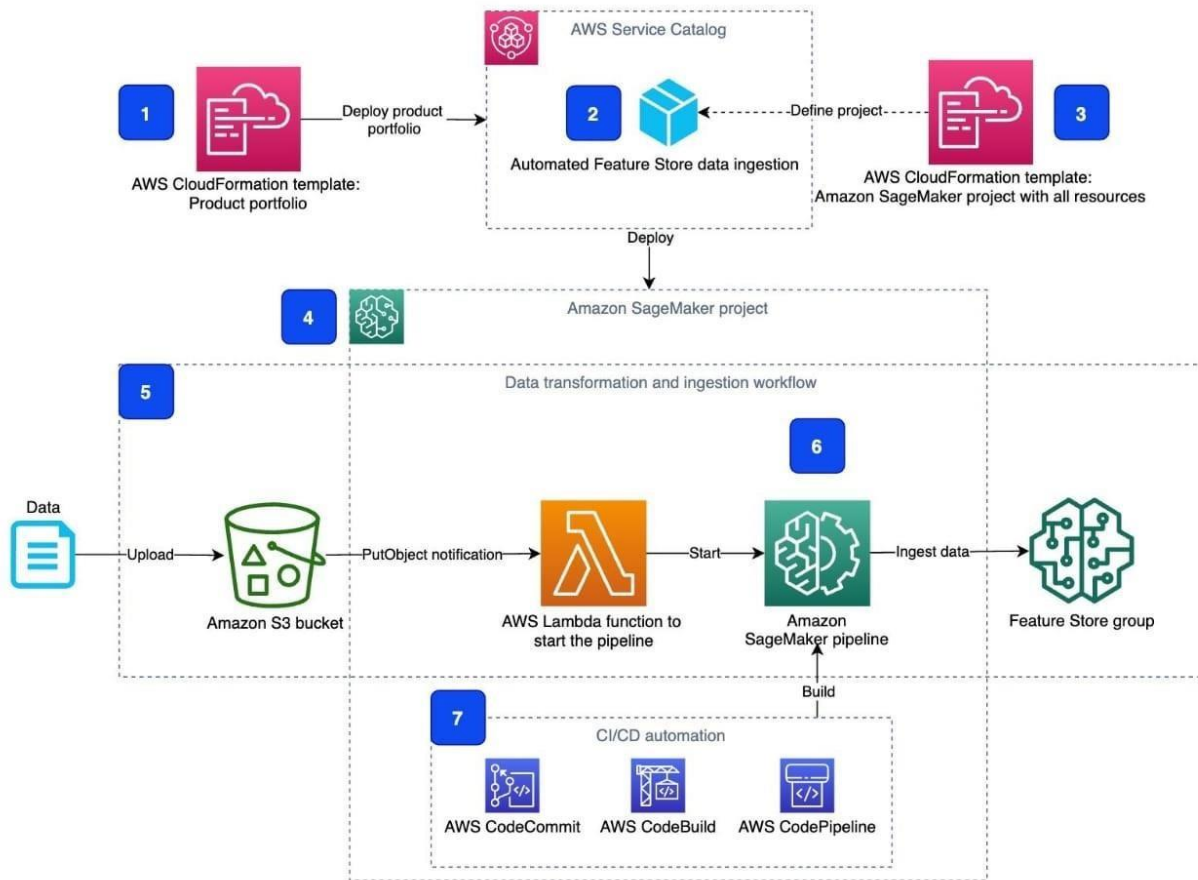 AWS Service Catalog
1
Deploy product
portfolio
2
Define project
3
AWS CloudFormation template:
Product portfolio
Automated Feature Store data ingestion
AWS CloudFormation template:
Amazon SageMaker project with all resources
Deploy
4
Amazon SageMaker project
5
Data transformation and ingestion workflow
6
Data
Upload
PutObject notification
Start
Ingest data
Amazon S3 bucket
AWS Lambda function to
start the pipeline
Amazon
SageMaker pipeline
Feature Store group
Build
7
CI/CD automation
AWS CodeCommit
AWS CodeBuild
AWS CodePipeline